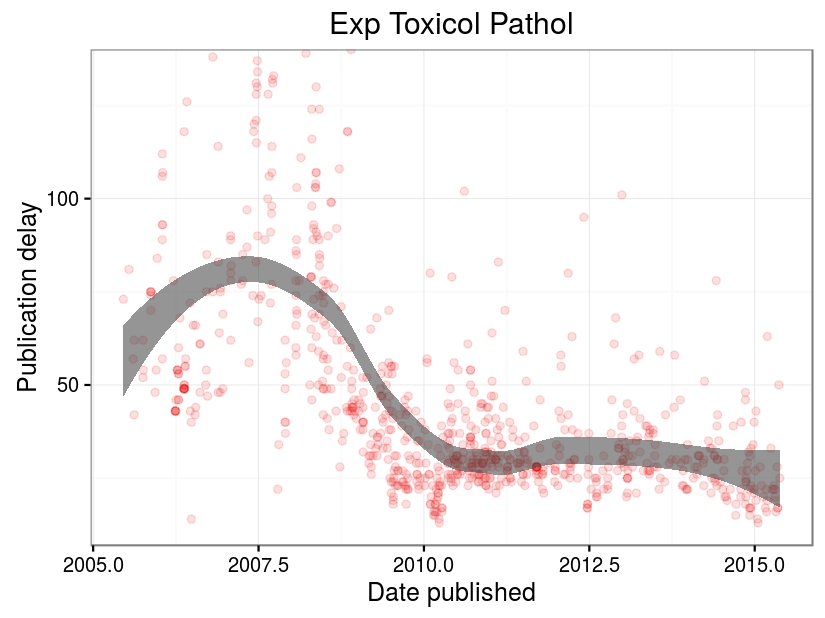 Exp Toxicol Pathol
Publication delay
100
50
2005.0 2007.5 2010.0 2012.5 2015.0
Date published